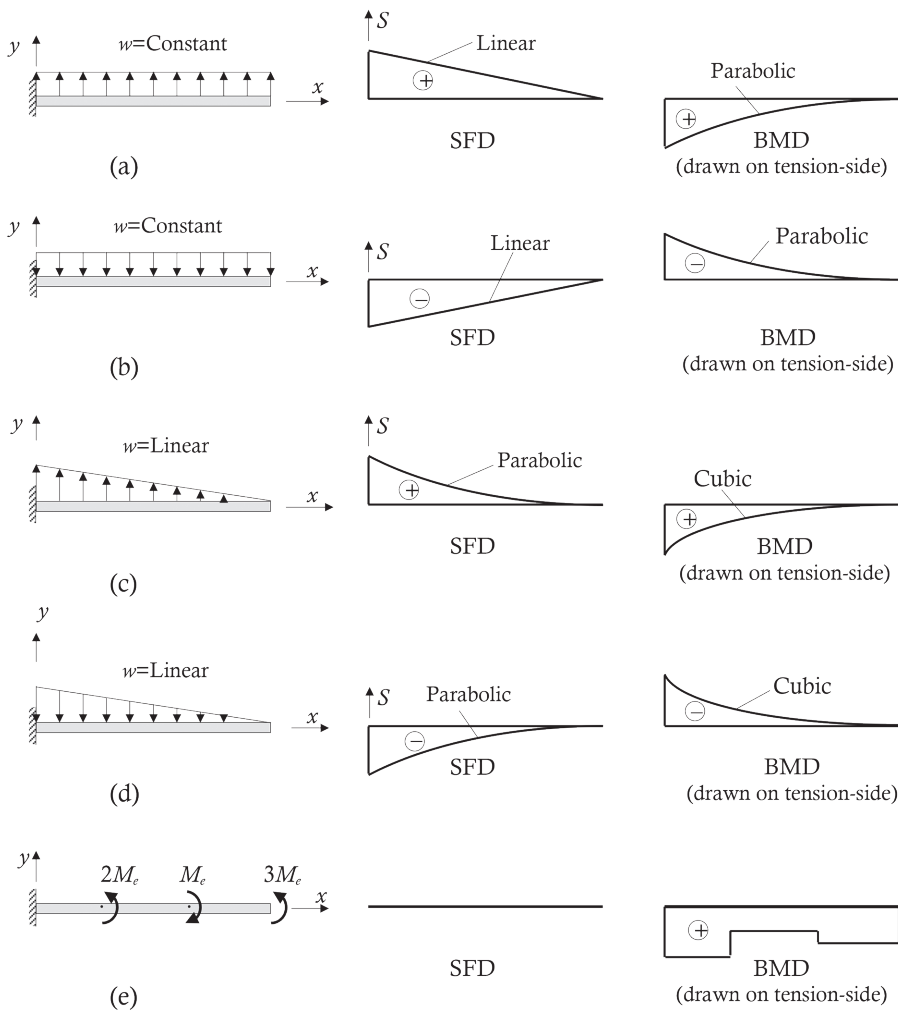 y
w=Constant
x
(a)
S
Linear
+
SFD
Parabolic
+
BMD
(drawn on tension-side)
y
w=Constant
x
(b)
S
Linear
−
SFD
Parabolic
−
BMD
(drawn on tension-side)
y
w=Linear
x
(c)
S
Parabolic
+
SFD
Cubic
+
BMD
(drawn on tension-side)
y
w=Linear
x
(d)
S
Parabolic
−
SFD
Cubic
−
BMD
(drawn on tension-side)
y
2Me Me 3Me
x
(e)
SFD
+
BMD
(drawn on tension-side)